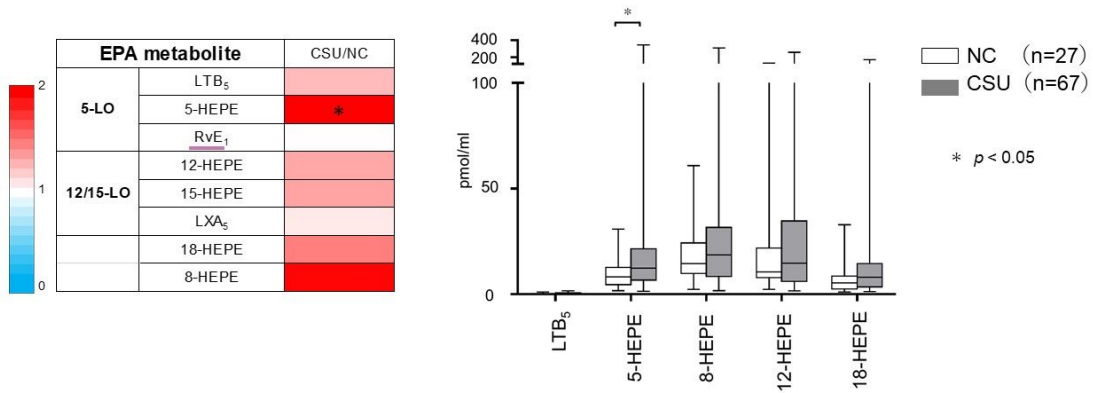 EPA metabolite CSU/NC
2
1
0
5-LO
LTB5
5-HEPE *
RvE1
12/15-LO
12-HEPE
15-HEPE
LXA5
18-HEPE
8-HEPE
*
400
200
100
50
0
pmol/ml
LTB5
5-HEPE
8-HEPE
12-HEPE
18-HEPE
NC (n=27)
CSU (n=67)
* p < 0.05